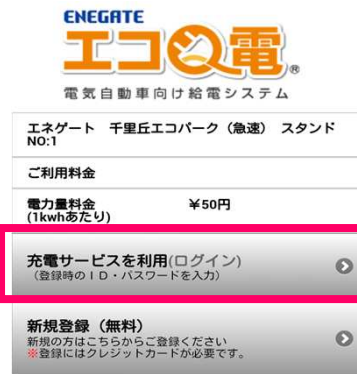 ENEGATE
エコQ電®
電気自動車向け給電システム
エネゲート 千里丘エコパーク（急速） スタンド
NO:1
ご利用料金
電力量料金 ￥50円
(1kwhあたり)
充電サービスを利用(ログイン)
（登録時のＩＤ・パスワードを入力）
新規登録（無料）
新規の方はこちらからご登録ください
※登録にはクレジットカードが必要です。